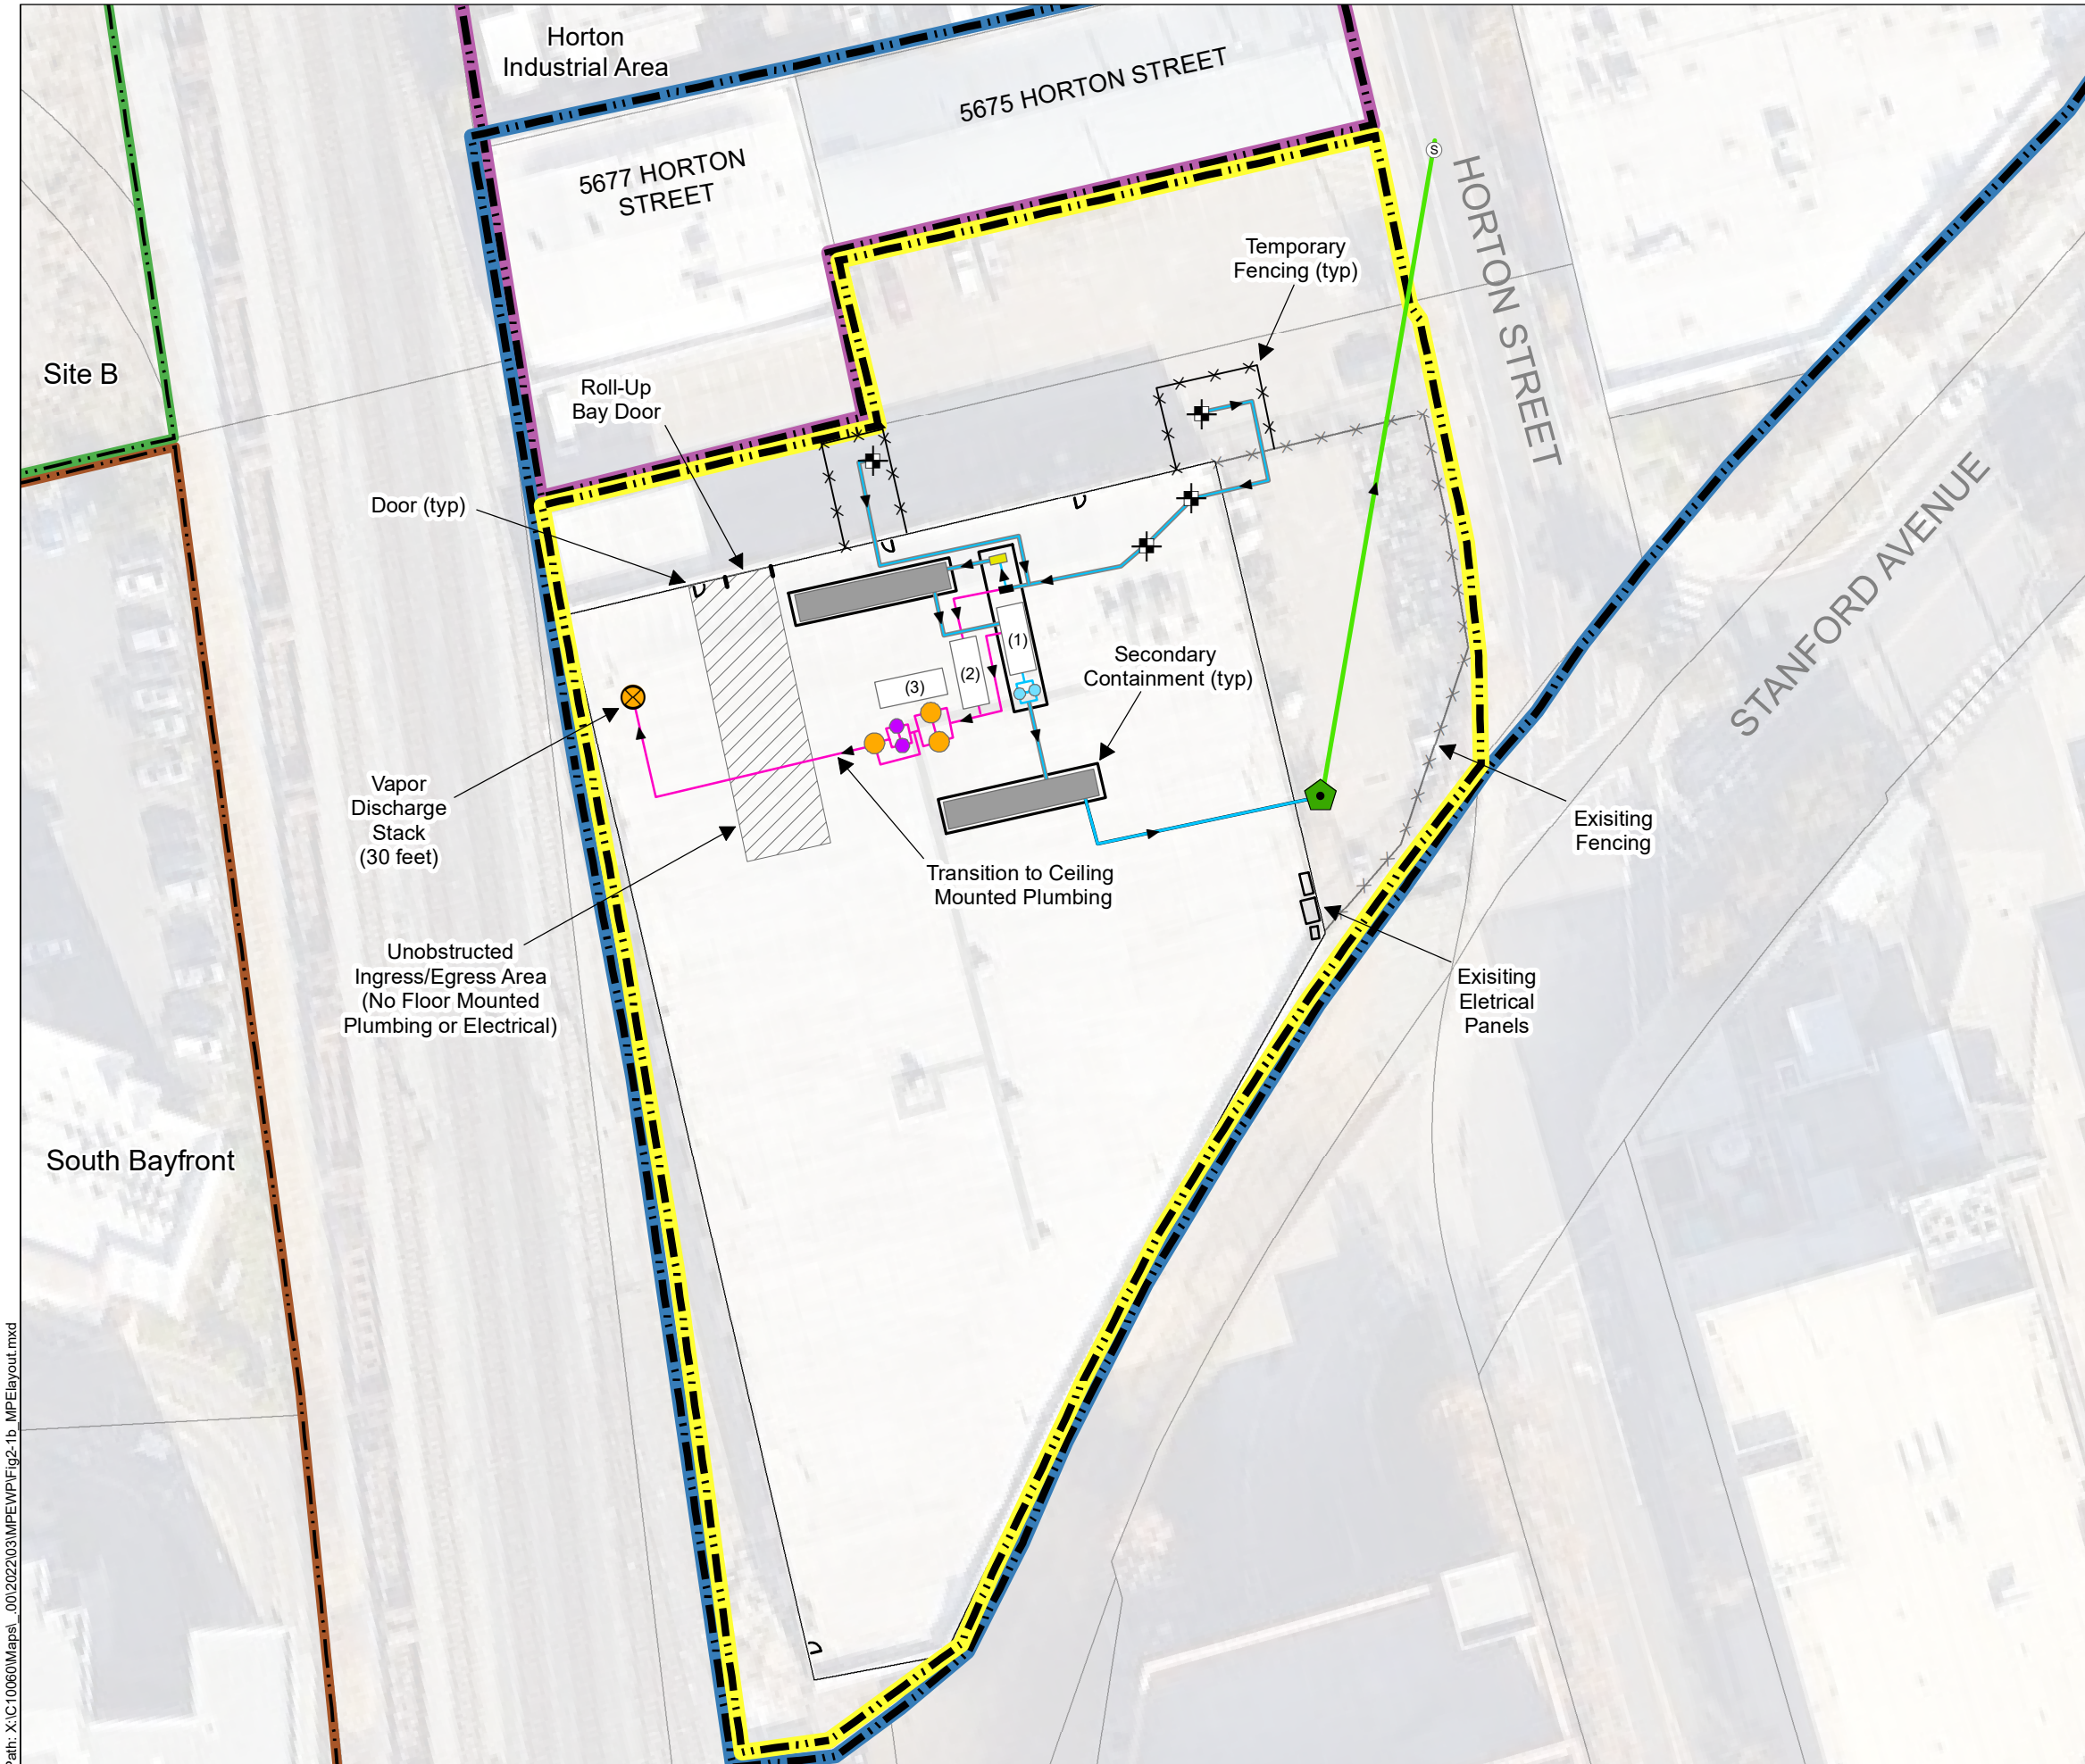 Horton
Industrial Area
5675 HORTON STREET
5677 HORTON
STREET
S
HORTON STREET
Temporary
Fencing (typ)
Site B
Roll-Up
Bay Door
Door (typ)
STANFORD AVENUE
(1)
(2)
(3)
Secondary
Containment (typ)
Vapor
Discharge
Stack
(30 feet)
Exisiting
Fencing
Transition to Ceiling
Mounted Plumbing
Unobstructed
Ingress/Egress Area
(No Floor Mounted
Plumbing or Electrical)
Exisiting
Eletrical
Panels
South Bayfront
Path: X:\C10060\Maps\_.00\2022\03\MPEWP\Fig2-1b_MPElayout.mxd